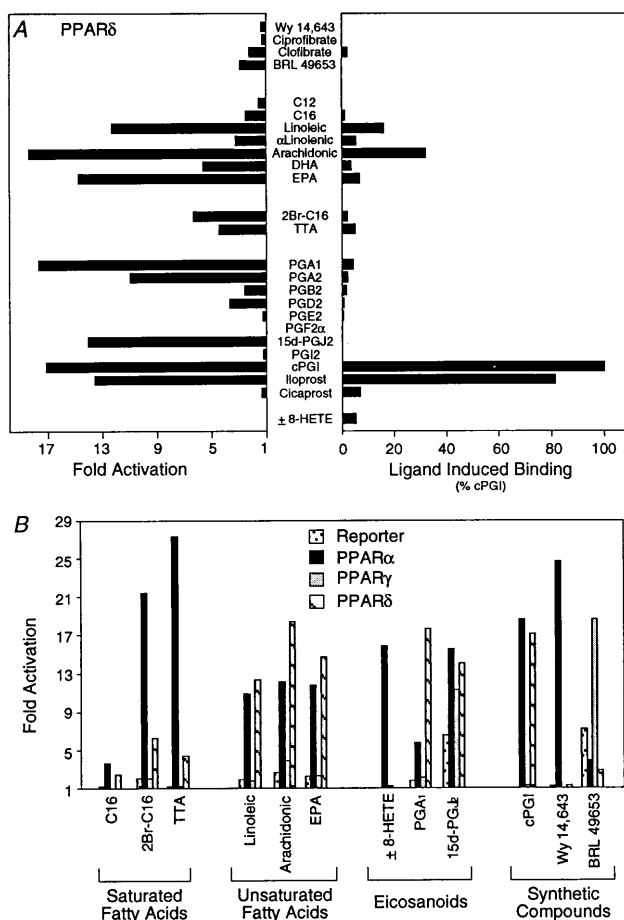 A
PPARδ
Wy 14,643
Ciprofibrate
Clofibrate
BRL 49653
C12
C16
Linoleic
αLinolenic
Arachidonic
DHA
EPA
2Br-C16
TTA
PGA1
PGA2
PGB2
PGD2
PGE2
PGF2α
15d-PGJ2
PGI2
cPGI
Iloprost
Cicaprost
± 8-HETE
17 13 9 5 1
0 20 40 60 80 100
Fold Activation
Ligand Induced Binding
(% cPGI)
B
29
25
21
17
13
9
5
1
Fold Activation
Reporter
PPARα
PPARγ
PPARδ
C16
2Br-C16
TTA
Linoleic
Arachidonic
EPA
± 8-HETE
PGA1
15d-PGJ2
cPGI
Wy 14,643
BRL 49653
Saturated
Fatty Acids
Unsaturated
Fatty Acids
Eicosanoids
Synthetic
Compounds